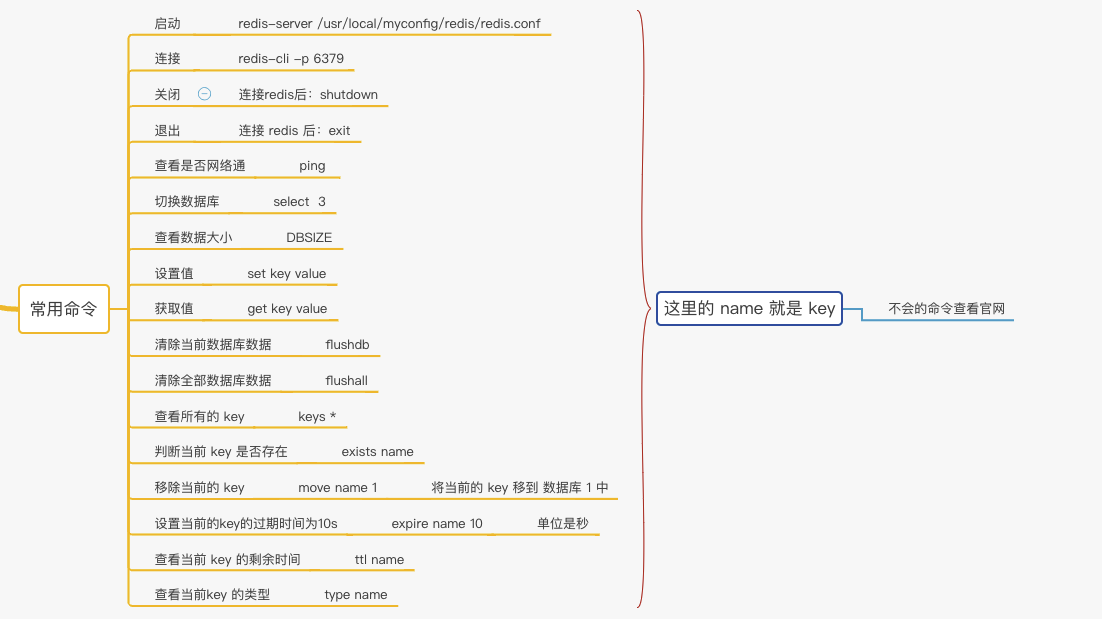 启动 redis-server /usr/local/myconfig/redis/redis.conf
连接 redis-cli -p 6379
关闭 连接redis后：shutdown
退出 连接 redis 后：exit
查看是否网络通 ping
切换数据库 select 3
查看数据大小 DBSIZE
设置值 set key value
常用命令
获取值 get key value
这里的 name 就是 key
不会的命令查看官网
清除当前数据库数据 flushdb
清除全部数据库数据 flushall
查看所有的 key keys *
判断当前 key 是否存在 exists name
移除当前的 key move name 1 将当前的 key 移到 数据库 1 中
设置当前的key的过期时间为10s expire name 10 单位是秒
查看当前 key 的剩余时间 ttl name
查看当前key 的类型 type name